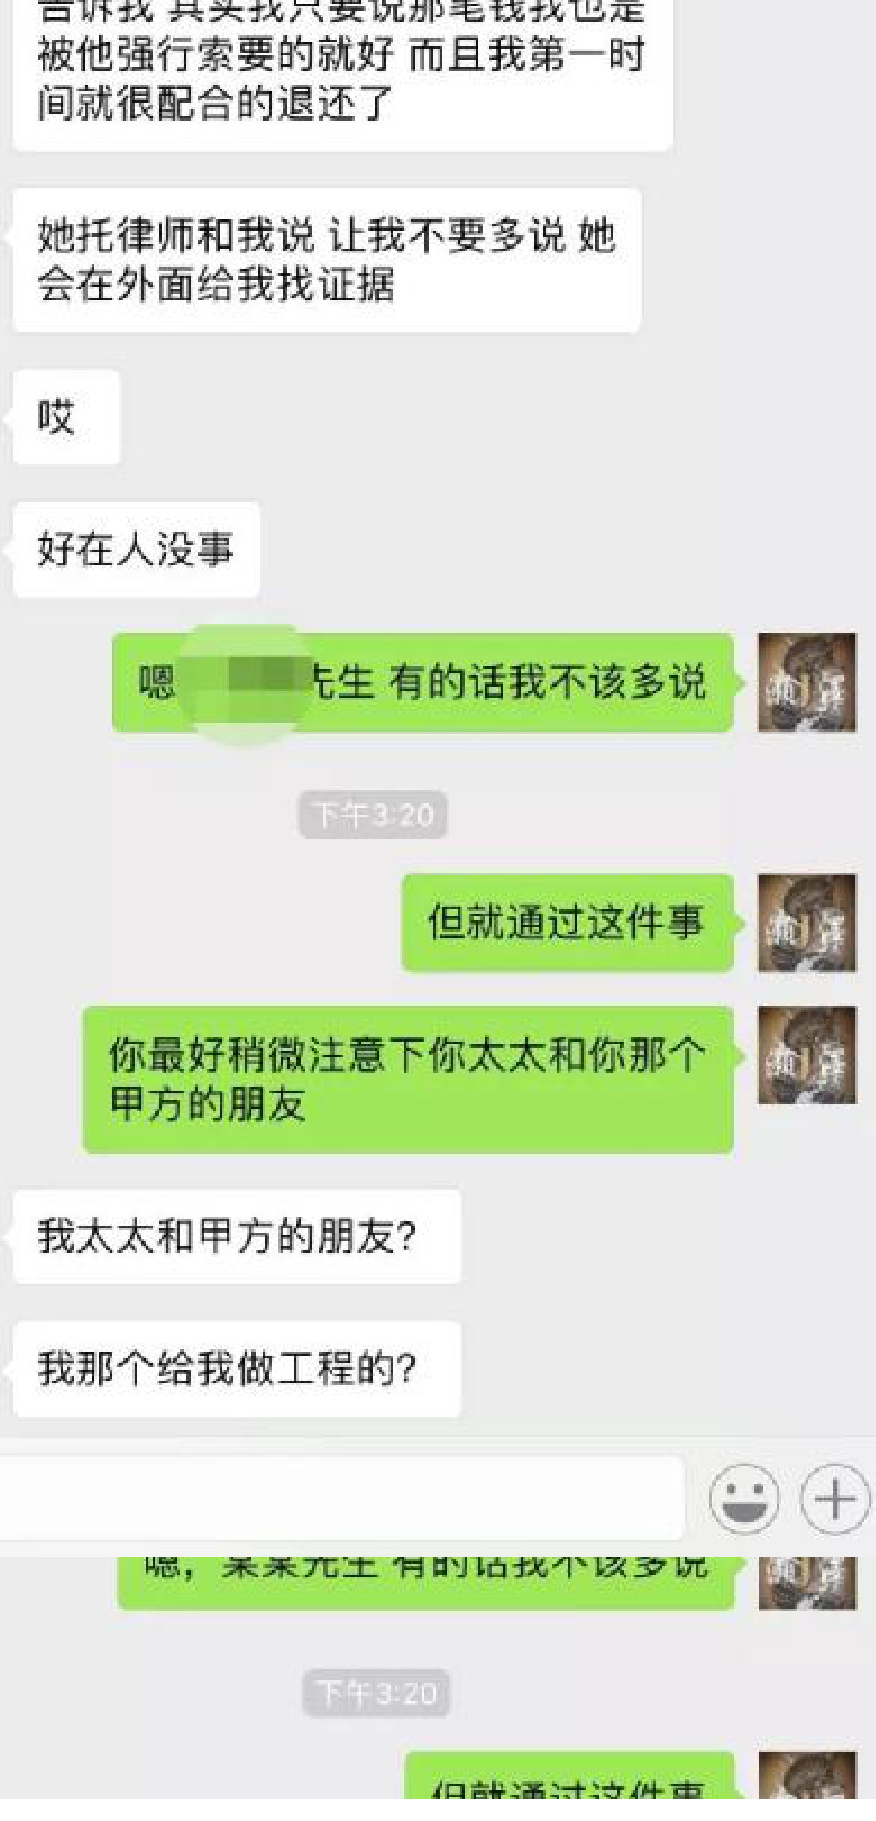 告诉我 其实我只要说那笔钱我也是
被他强行索要的就好 而且我第一时
间就很配合的退还了
她托律师和我说 让我不要多说 她
会在外面给我找证据
哎
好在人没事
嗯 先生 有的话我不该多说
下午3:20
但就通过这件事
你最好稍微注意下你太太和你那个
甲方的朋友
我太太和甲方的朋友?
我那个给我做工程的?
嗯，某某先生 有的话我不该多说
下午3:20
但就通过这件事